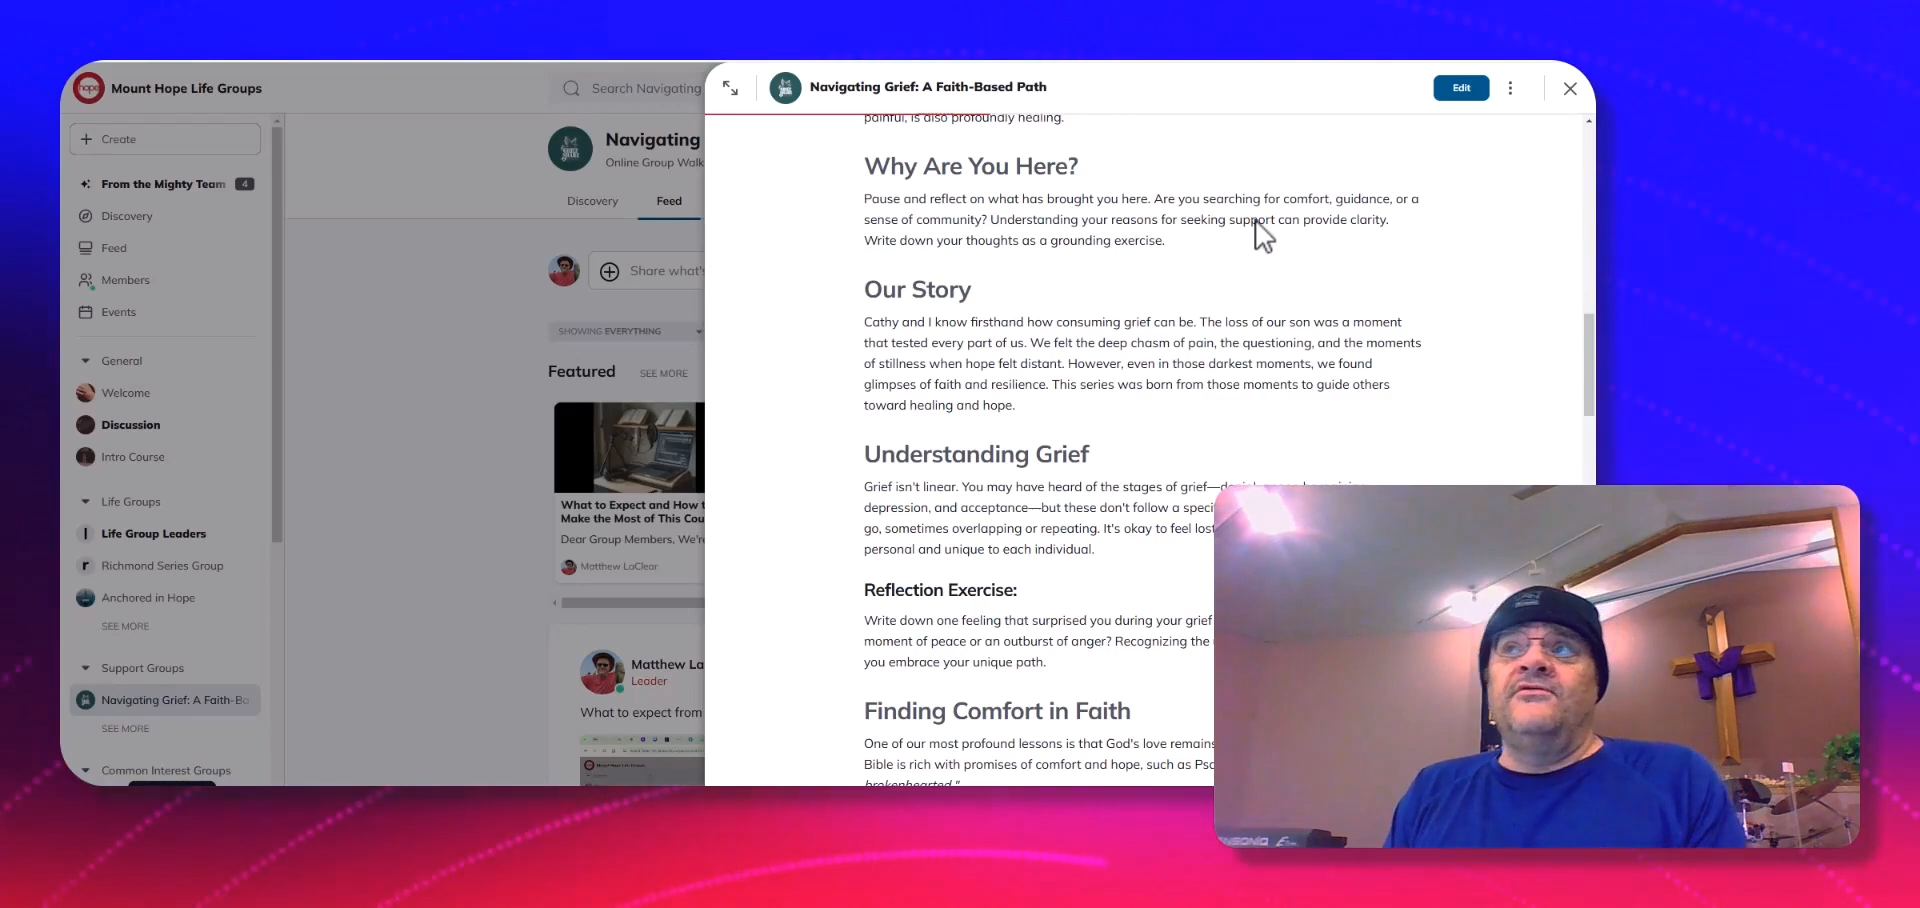 hope
Mount Hope Life Groups
Create
From the Mighty Team
4
Discovery
Feed
Members
Events
General
Welcome
Discussion
Intro Course
Life Groups
Life Group Leaders
r Richmond Series Group
Anchored in Hope
SEE MORE
Support Groups
Navigating Grief: A Faith-Ba
SEE MORE
Common Interest Groups
Search Navigating
Navigating
Online Group Walk
Discovery
Feed
Share what's
SHOWING EVERYTHING
Featured
SEE MORE
What to Expect and How t
Make the Most of This Cou
Dear Group Members, We're
Matthew LaClear
Matthew La
Leader
What to expect from
Navigating Grief: A Faith-Based Path
Edit
painful, is also profoundly healing.
Why Are You Here?
Pause and reflect on what has brought you here. Are you searching for comfort, guidance, or a
sense of community? Understanding your reasons for seeking support can provide clarity.
Write down your thoughts as a grounding exercise.
Our Story
Cathy and I know firsthand how consuming grief can be. The loss of our son was a moment
that tested every part of us. We felt the deep chasm of pain, the questioning, and the moments
of stillness when hope felt distant. However, even in those darkest moments, we found
glimpses of faith and resilience. This series was born from those moments to guide others
toward healing and hope.
Understanding Grief
Grief isn't linear. You may have heard of the stages of grief—
depression, and acceptance—but these don't follow a speci
go, sometimes overlapping or repeating. It's okay to feel lost
personal and unique to each individual.
Reflection Exercise:
Write down one feeling that surprised you during your grief
moment of peace or an outburst of anger? Recognizing the
you embrace your unique path.
Finding Comfort in Faith
One of our most profound lessons is that God's love remains
Bible is rich with promises of comfort and hope, such as Psa
brokenhearted."